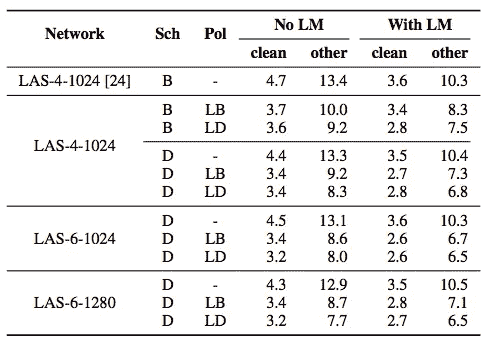 Network Sch Pol No LM With LM
clean other clean other
LAS-4-1024 [24] B - 4.7 13.4 3.6 10.3
B LB 3.7 10.0 3.4 8.3
B LD 3.6 9.2 2.8 7.5
LAS-4-1024
D - 4.4 13.3 3.5 10.4
D LB 3.4 9.2 2.7 7.3
D LD 3.4 8.3 2.8 6.8
D - 4.5 13.1 3.6 10.3
LAS-6-1024 D LB 3.4 8.6 2.6 6.7
D LD 3.2 8.0 2.6 6.5
D - 4.3 12.9 3.5 10.5
LAS-6-1280 D LB 3.4 8.7 2.8 7.1
D LD 3.2 7.7 2.7 6.5